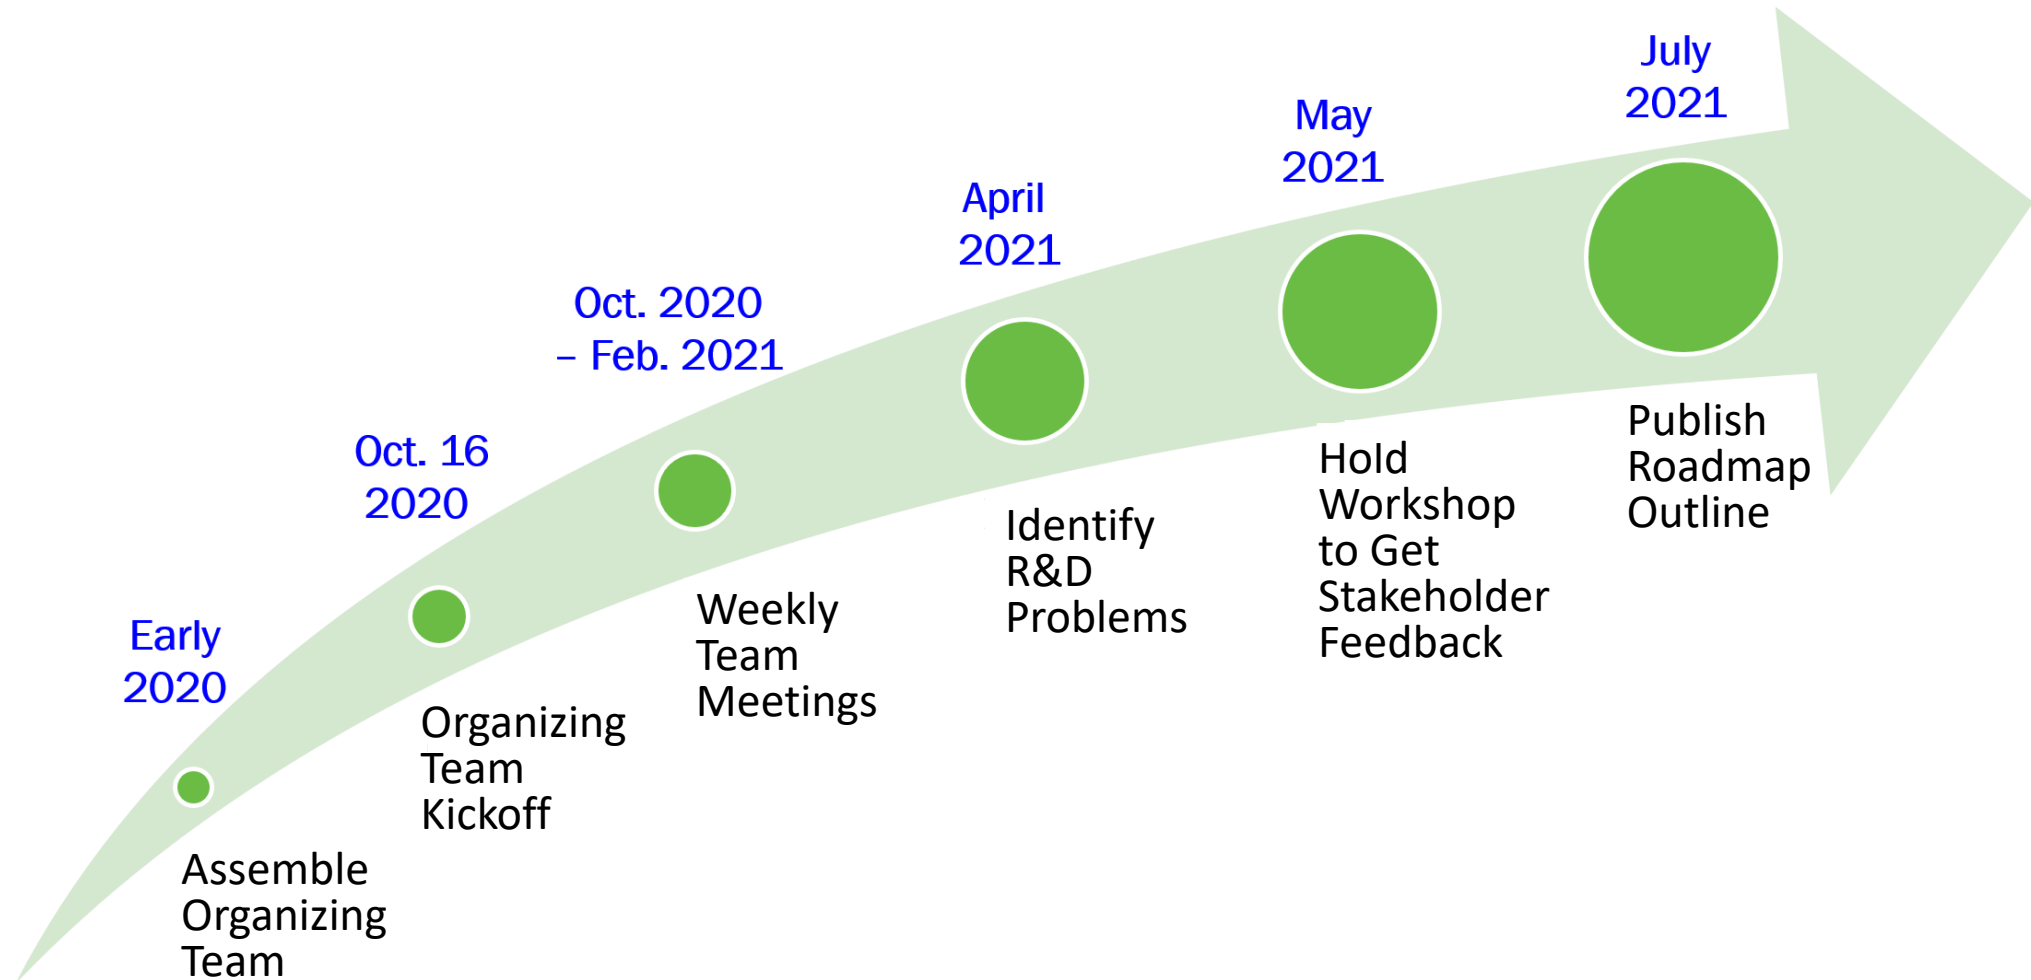 Early
2020
Assemble
Organizing
Team
Oct. 16
2020
Organizing
Team
Kickoff
Oct. 2020
– Feb. 2021
Weekly
Team
Meetings
April
2021
Identify
R&D
Problems
May
2021
Hold
Workshop
to Get
Stakeholder
Feedback
July
2021
Publish
Roadmap
Outline